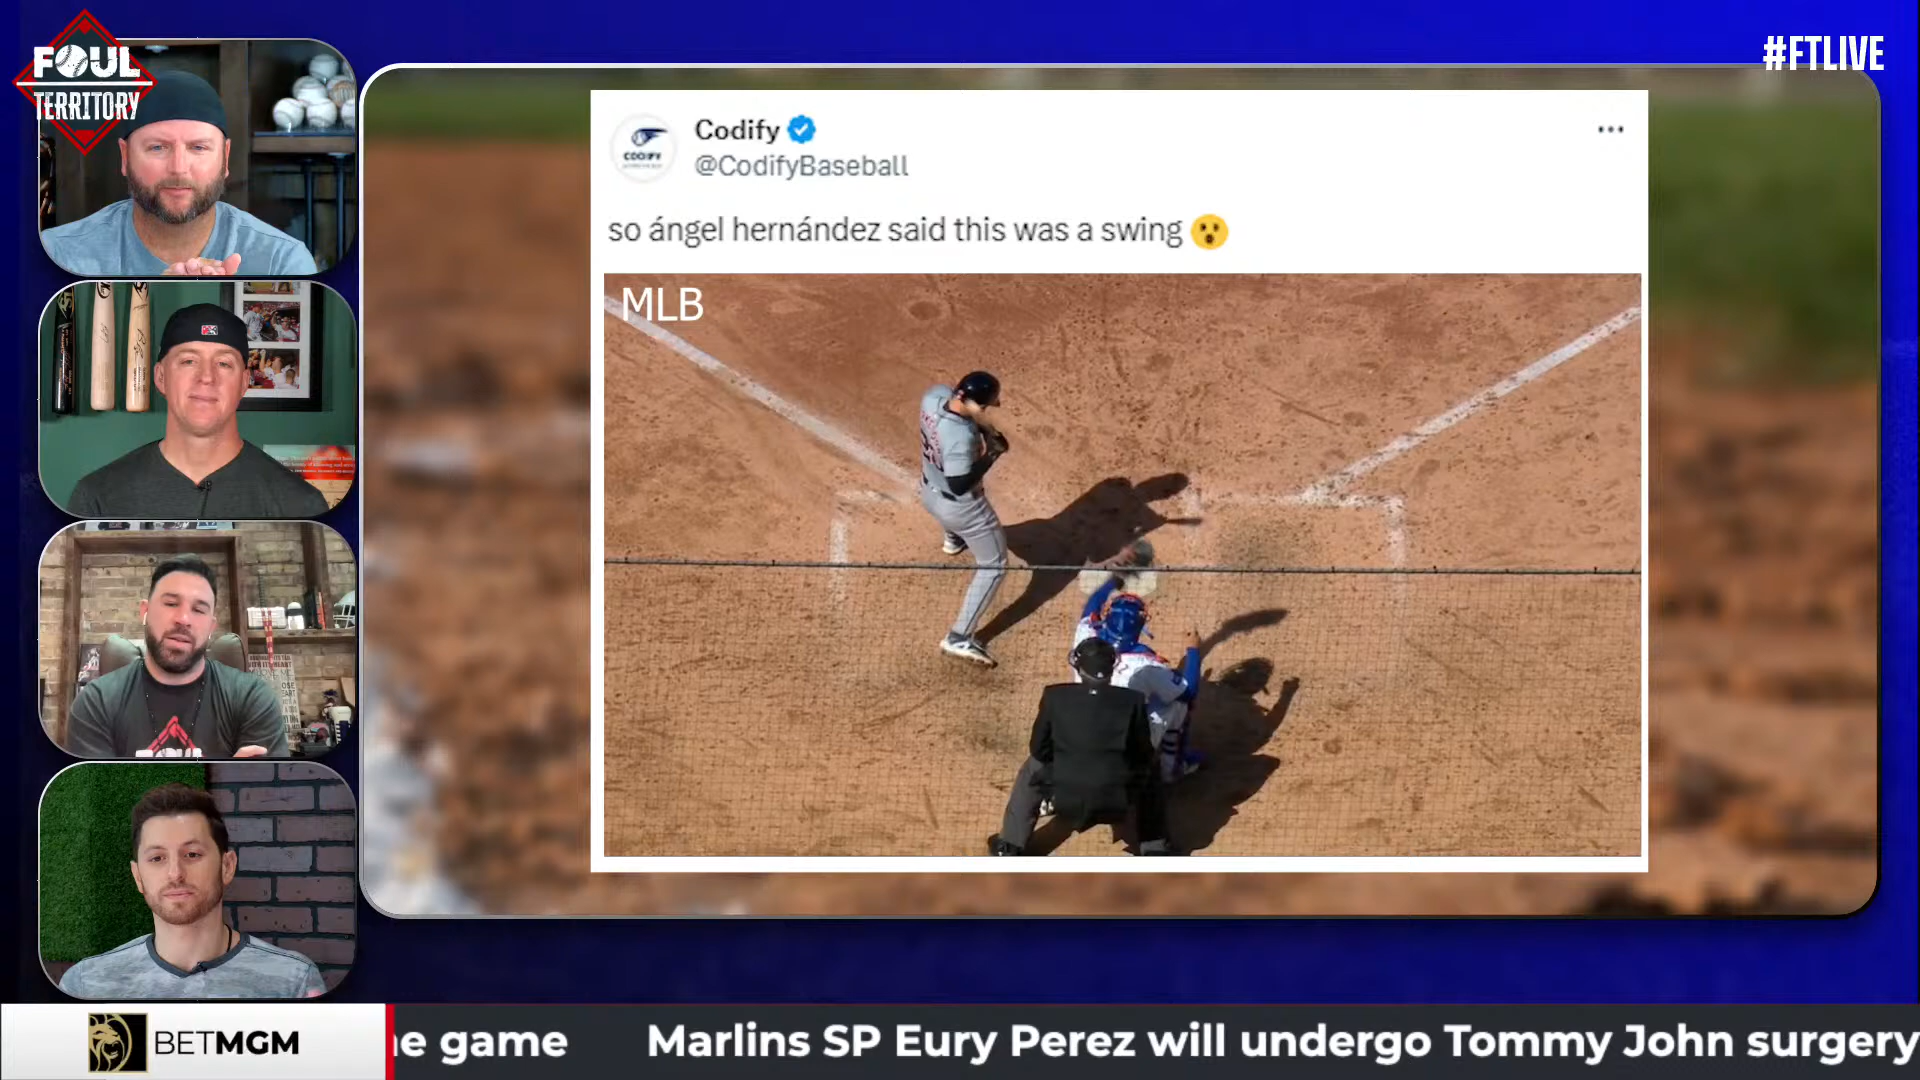 FOUL
TERRITORY
#FTLIVE
CODIFY
Codify
@CodifyBaseball
so ángel hernández said this was a swing 😮
MLB
BETMGM
e game
Marlins SP Eury Perez will undergo Tommy John surgery